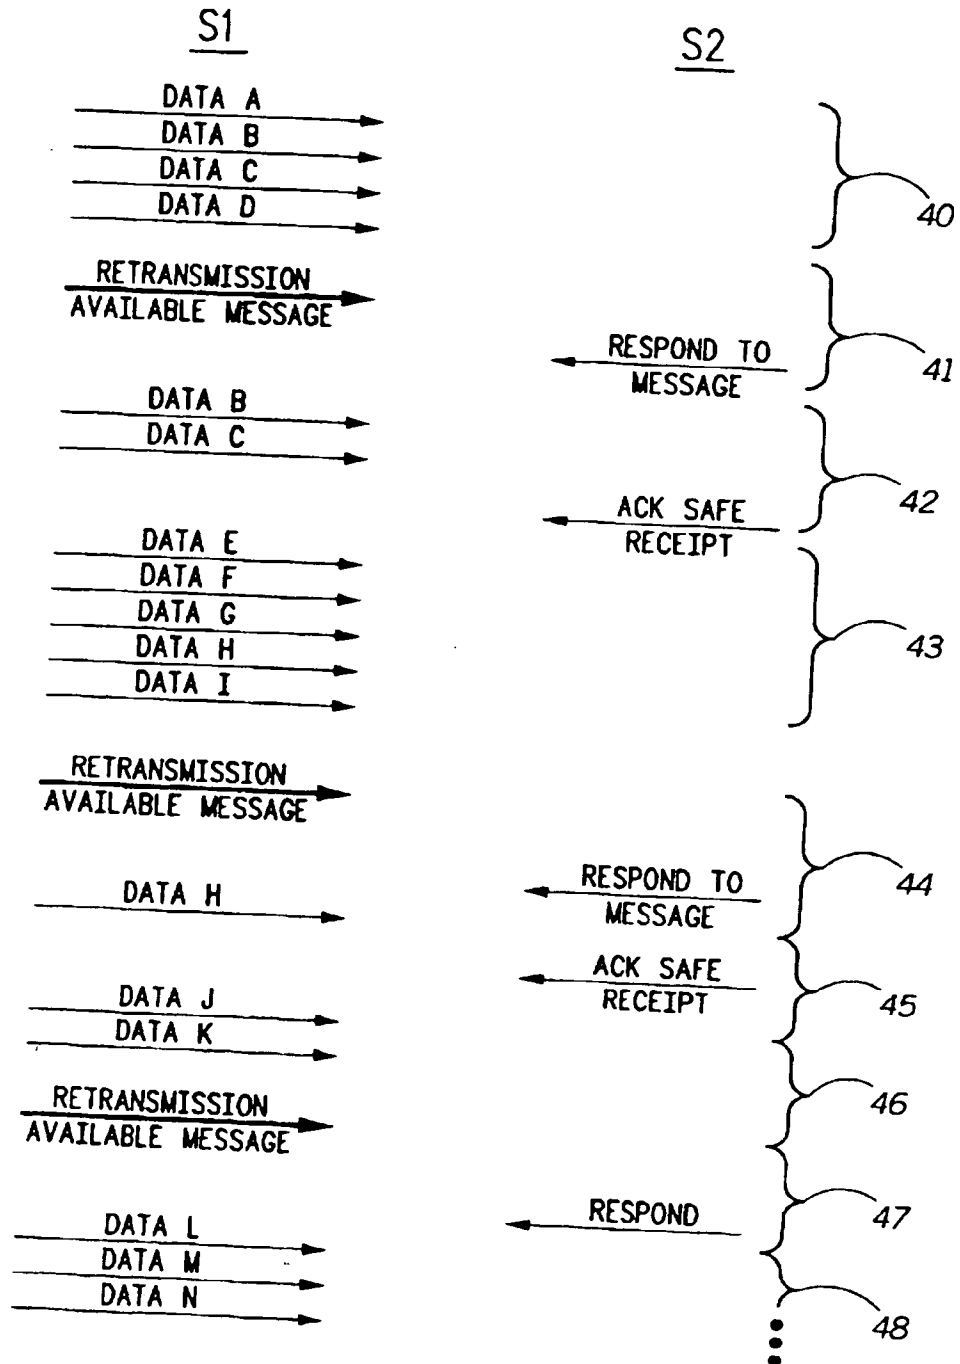 S1
S2
DATA A
DATA B
DATA C
DATA D
40
RETRANSMISSION
AVAILABLE MESSAGE
RESPOND TO
MESSAGE
41
DATA B
DATA C
42
ACK SAFE
RECEIPT
DATA E
DATA F
DATA G
DATA H
DATA I
43
RETRANSMISSION
AVAILABLE MESSAGE
RESPOND TO
MESSAGE
44
DATA H
ACK SAFE
RECEIPT
45
DATA J
DATA K
46
RETRANSMISSION
AVAILABLE MESSAGE
RESPOND
47
DATA L
DATA M
DATA N
48